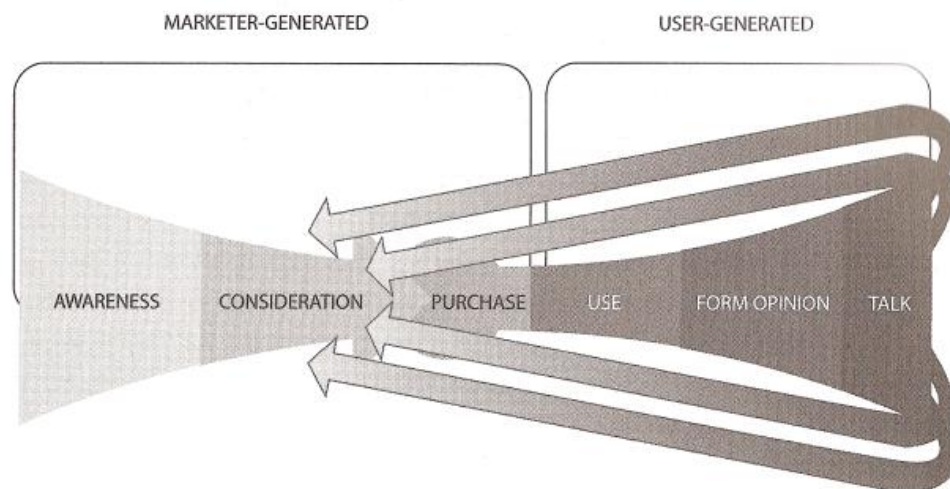 MARKETER-GENERATED USER-GENERATED
AWARENESS CONSIDERATION PURCHASE USE FORM OPINION TALK